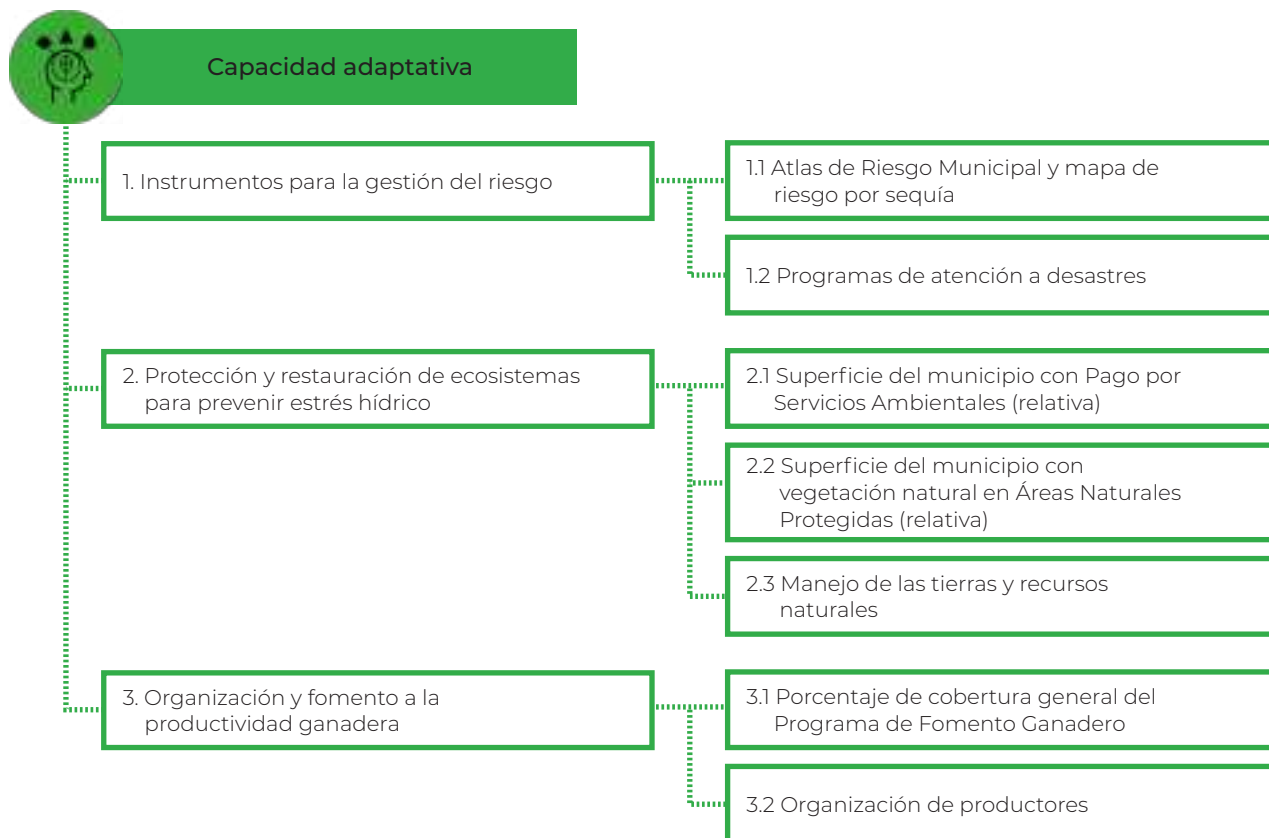 Capacidad adaptativa
1. Instrumentos para la gestión del riesgo
1.1 Atlas de Riesgo Municipal y mapa de
riesgo por sequía
1.2 Programas de atención a desastres
2. Protección y restauración de ecosistemas
para prevenir estrés hídrico
2.1 Superficie del municipio con Pago por
Servicios Ambientales (relativa)
2.2 Superficie del municipio con
vegetación natural en Áreas Naturales
Protegidas (relativa)
2.3 Manejo de las tierras y recursos
naturales
3. Organización y fomento a la
productividad ganadera
3.1 Porcentaje de cobertura general del
Programa de Fomento Ganadero
3.2 Organización de productores